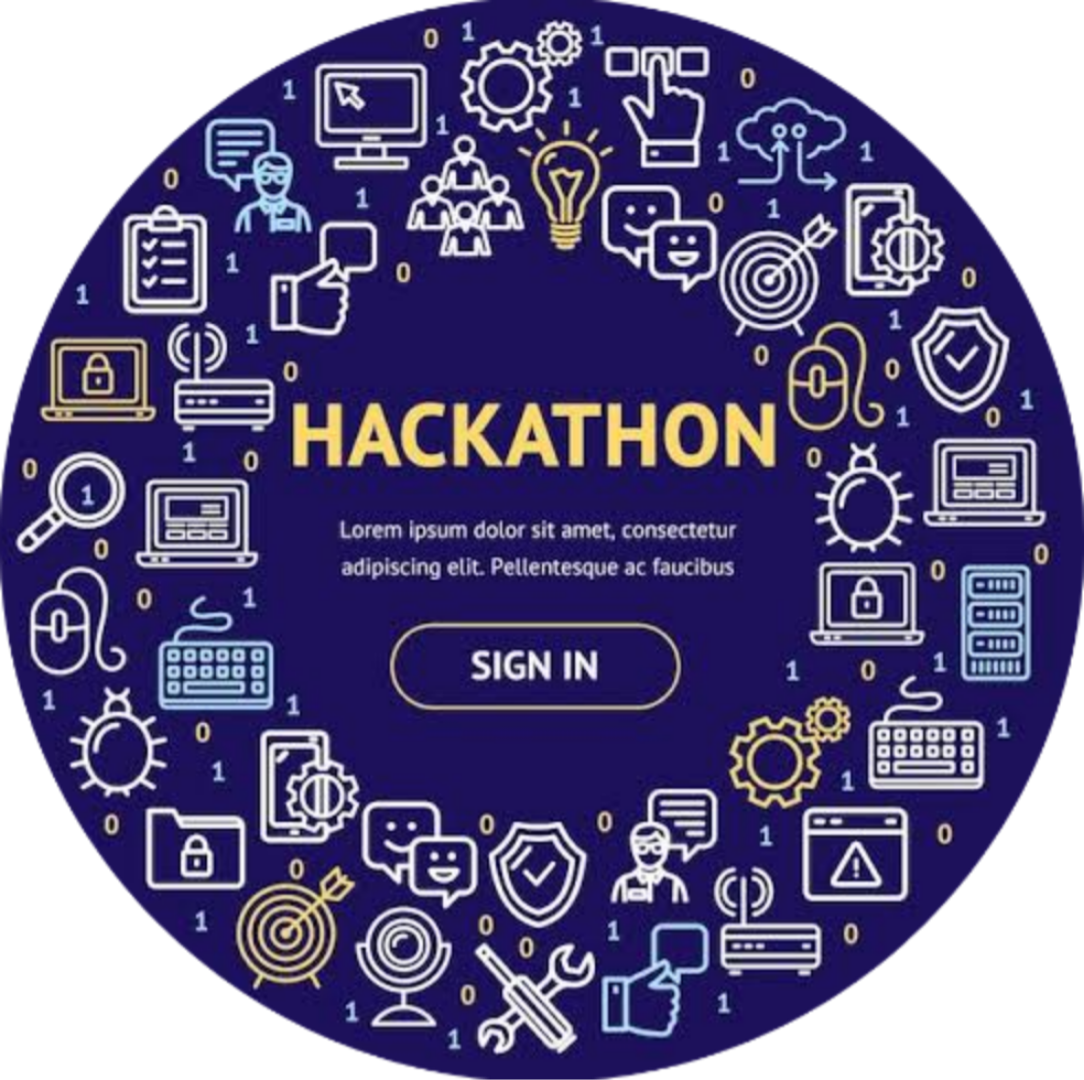 HACKATHON
Lorem ipsum dolor sit amet, consectetur
adipiscing elit. Pellentesque ac faucibus
SIGN IN